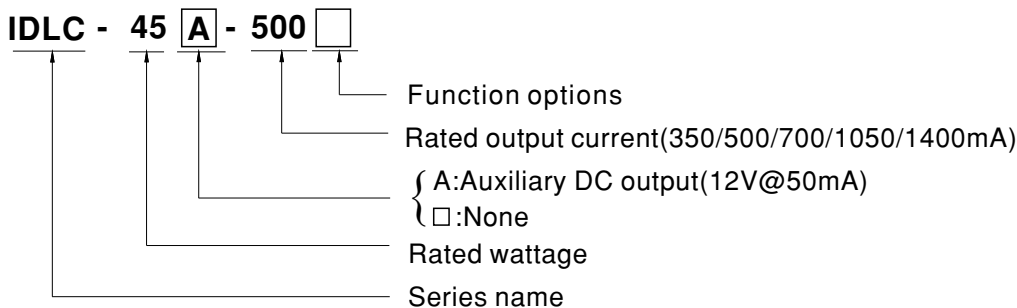 IDLC - 45 A - 500 □
Function options
Rated output current(350/500/700/1050/1400mA)
A:Auxiliary DC output(12V@50mA)
□:None
Rated wattage
Series name